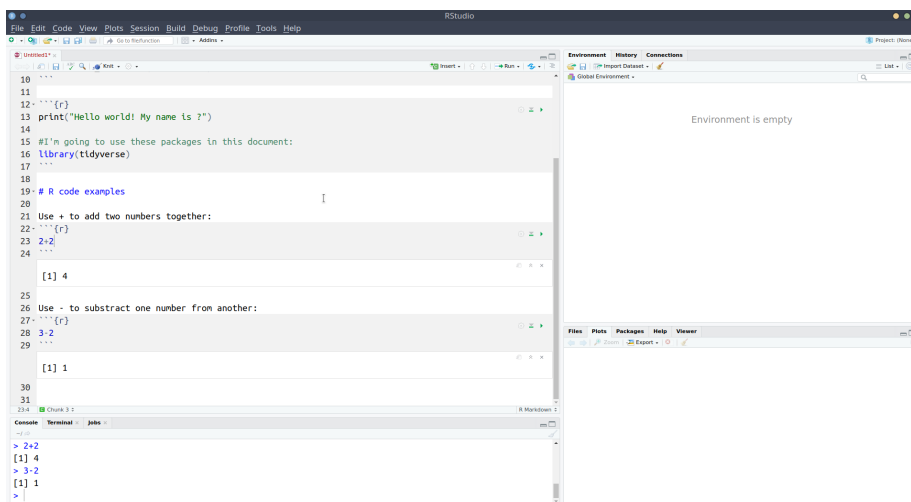 RStudio
File Edit Code View Plots Session Build Debug Profile Tools Help
Go to file/function Addins
Project: (None
Untitled1*
Knit Insert Run
10 ```
11
12 ```{r}
13 print("Hello world! My name is ?")
14
15 #I'm going to use these packages in this document:
16 library(tidyverse)
17 ```
18
19 # R code examples
20
21 Use + to add two numbers together:
22 ```{r}
23 2+2
24 ```
[1] 4
25
26 Use - to substract one number from another:
27 ```{r}
28 3-2
29 ```
[1] 1
30
31
23:4 Chunk 3 R Markdown
Console Terminal Jobs
~/
> 2+2
[1] 4
> 3-2
[1] 1
>
Environment History Connections
Import Dataset List
Global Environment
Environment is empty
Files Plots Packages Help Viewer
Zoom Export